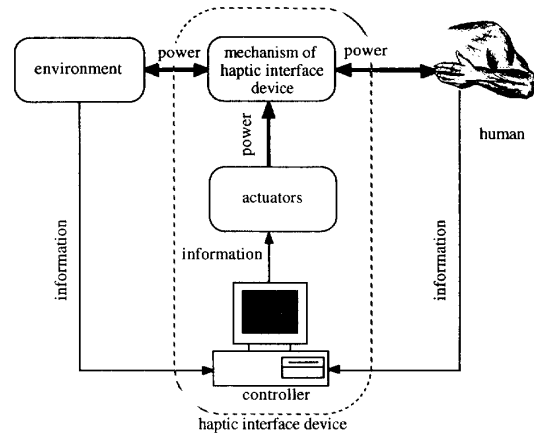 power
power
environment
mechanism of
haptic interface
device
human
power
actuators
information
information
information
controller
haptic interface device